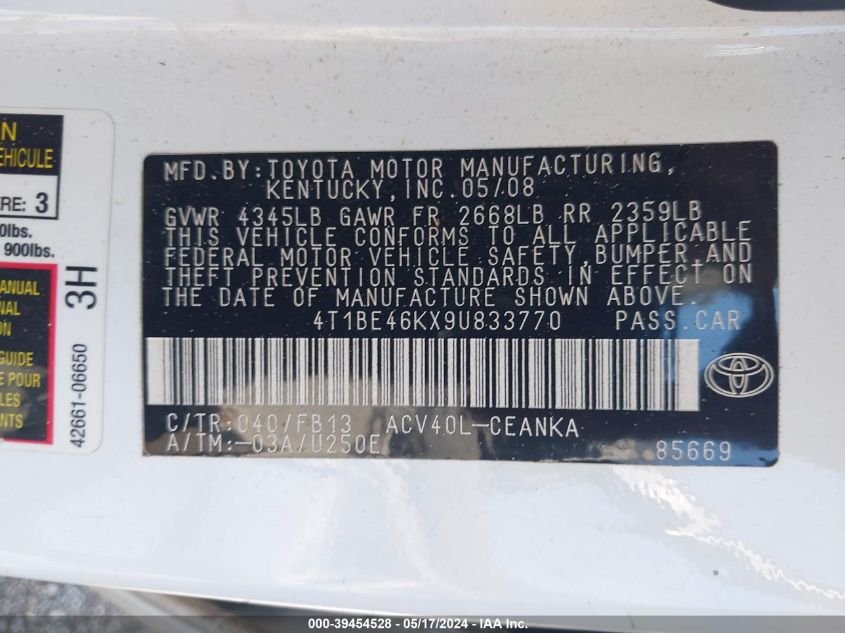 N
EHICULE
RE: 3
0lbs.
900lbs.
ANUAL
NAL
ON
GUIDE
E POUR
LES
NTS
3H
42661-06650
MFD.BY:TOYOTA MOTOR MANUFACTURING,
KENTUCKY,INC.05/08
GVWR 4345LB GAWR FR 2668LB RR 2359LB
THIS VEHICLE CONFORMS TO ALL APPLICABLE
FEDERAL MOTOR VEHICLE SAFETY,BUMPER,AND
THEFT PREVENTION STANDARDS IN EFFECT ON
THE DATE OF MANUFACTURE SHOWN ABOVE.
4T1BE46KX9U833770 PASS.CAR
C/TR:040/FB13 ACV40L-CEANKA
A/TM:-03A/U250E 85669
000-39454528 - 05/17/2024 - IAA Inc.